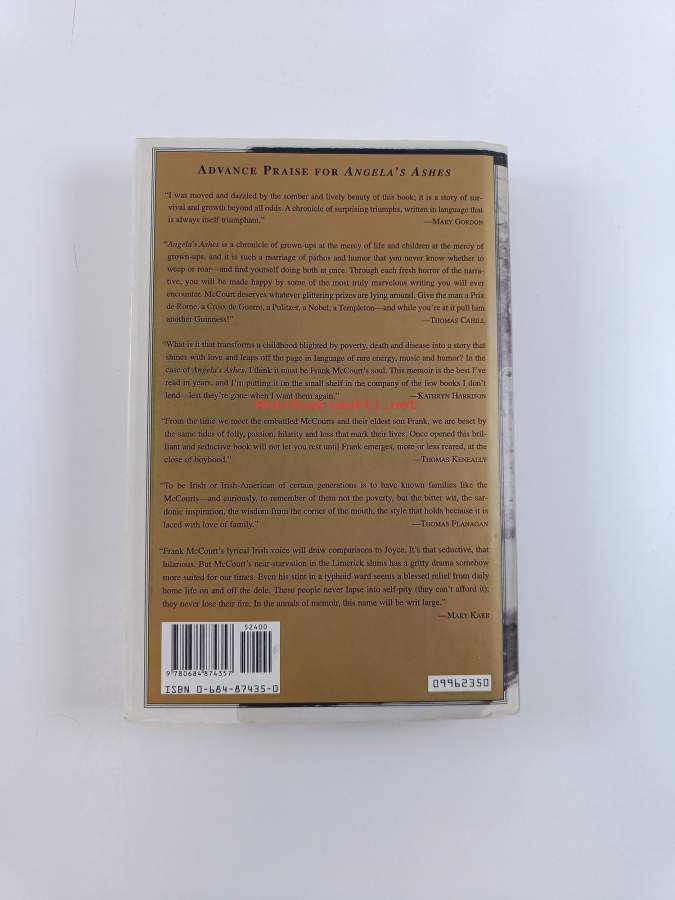 ADVANCE PRAISE FOR ANGELA'S ASHES
“I was moved and dazzled by the somber and lively beauty of this book; it is a story of sur-
vival and growth beyond all odds. A chronicle of surprising triumphs, written in language that
is always itself triumphant.” —MARY GORDON
“Angela's Ashes is a chronicle of grown-ups at the mercy of life and children at the mercy of
grown-ups, and it is such a marriage of pathos and humor that you never know whether to
weep or roar—and find yourself doing both at once. Through each fresh horror of the narra-
tive, you will be made happy by some of the most truly marvelous writing you will ever
encounter. McCourt deserves whatever glittering prizes are lying around. Give the man a Prix
de Rome, a Croix de Guerre, a Pulitzer, a Nobel, a Templeton—and while you're at it pull him
another Guinness!” —THOMAS CAHILL
“What is it that transforms a childhood blighted by poverty, death and disease into a story that
shines with love and leaps off the page in language of rare energy, music and humor? In the
case of Angela's Ashes, I think it must be Frank McCourt's soul. This memoir is the best I've
read in years, and I'm putting it on the small shelf in the company of the few books I don't
lend—lest they're gone when I want them again.” —KATHRYN HARRISON
“From the time we meet the embattled McCourts and their eldest son Frank, we are beset by
the same tides of folly, passion, hilarity and loss that mark their lives. Once opened this bril-
liant and seductive book will not let you rest until Frank emerges, more or less reared, at the
close of boyhood.” —THOMAS KENEALLY
“To be Irish or Irish-American of certain generations is to have known families like the
McCourts—and curiously, to remember of them not the poverty, but the bitter wit, the sar-
donic inspiration, the wisdom from the corner of the mouth, the style that holds because it is
laced with love of family.” —THOMAS FLANAGAN
“Frank McCourt's lyrical Irish voice will draw comparisons to Joyce. It's that seductive, that
hilarious. But McCourt's near-starvation in the Limerick slums has a gritty drama somehow
more suited for our times. Even his stint in a typhoid ward seems a blessed relief from daily
home life on and off the dole. These people never lapse into self-pity (they can't afford it);
they never lose their fire. In the annals of memoir, this name will be writ large.”
—MARY KARR
52400
9 780684 874357
ISBN 0-684-87435-0
09962350